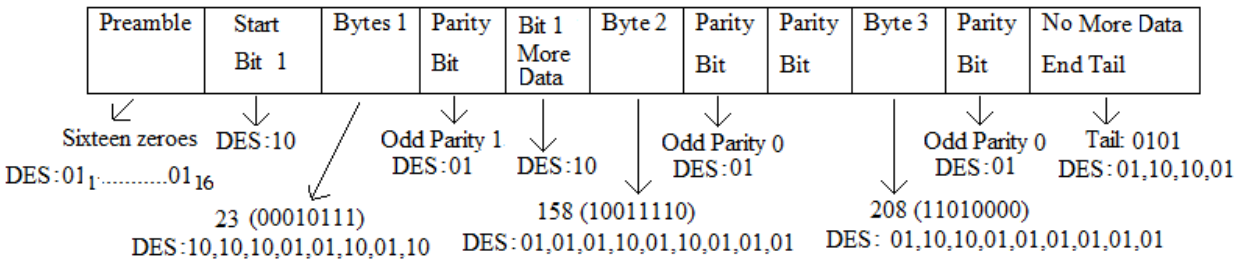 Preamble Start Bytes 1 Parity Bit 1 Byte 2 Parity Parity Byte 3 Parity No More Data
Bit 1 Bit More Bit Bit Bit End Tail
Data
Sixteen zeroes DES:10 Odd Parity 1 DES:10 Odd Parity 0 Odd Parity 0 Tail: 0101
DES:01₁............01₁₆ DES:01 DES:01 DES:01 DES:01,10,10,01
23 (00010111) 158 (10011110) 208 (11010000)
DES:10,10,10,01,01,10,01,10 DES:01,01,01,10,01,10,01,01,01 DES: 01,10,10,01,01,01,01,01,01